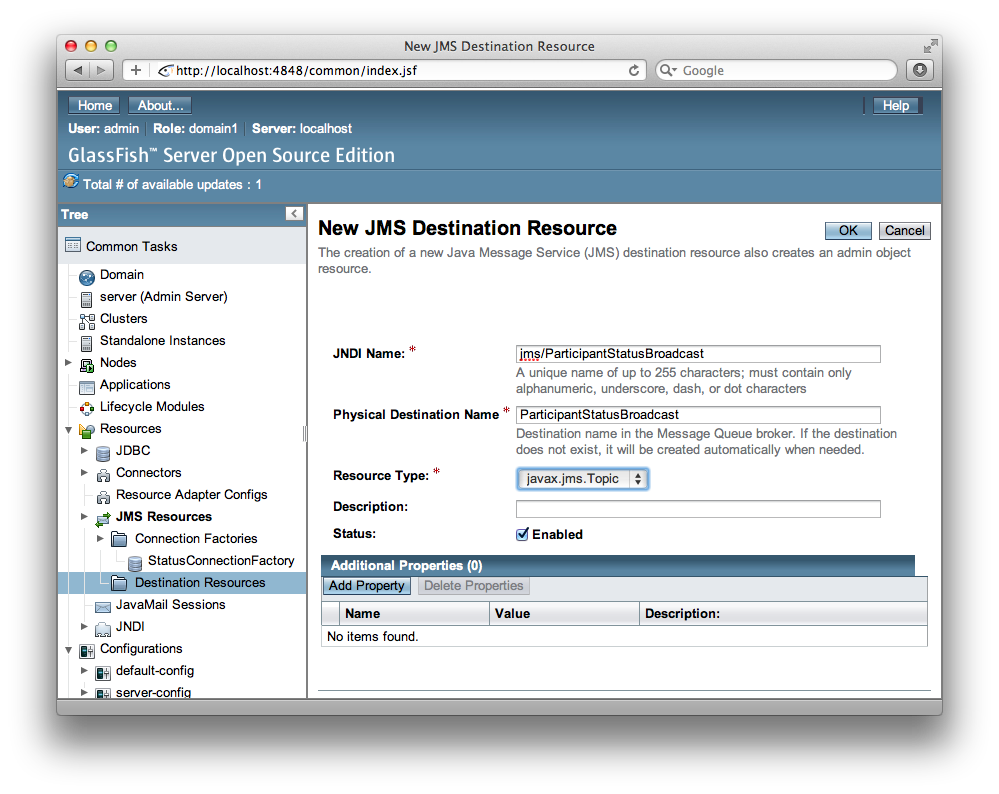 New JMS Destination Resource
http://localhost:4848/common/index.jsf
Google
Home
About...
Help
User: admin
Role: domain1
Server: localhost
GlassFish™ Server Open Source Edition
Total # of available updates : 1
Tree
Common Tasks
Domain
server (Admin Server)
Clusters
Standalone Instances
Nodes
Applications
Lifecycle Modules
Resources
JDBC
Connectors
Resource Adapter Configs
JMS Resources
Connection Factories
StatusConnectionFactory
Destination Resources
JavaMail Sessions
JNDI
Configurations
default-config
server-config
New JMS Destination Resource
OK
Cancel
The creation of a new Java Message Service (JMS) destination resource also creates an admin object
resource.
JNDI Name: *
jms/ParticipantStatusBroadcast
A unique name of up to 255 characters; must contain only
alphanumeric, underscore, dash, or dot characters
Physical Destination Name *
ParticipantStatusBroadcast
Destination name in the Message Queue broker. If the destination
does not exist, it will be created automatically when needed.
Resource Type: *
javax.jms.Topic
Description:
Status:
Enabled
Additional Properties (0)
Add Property
Delete Properties
Name
Value
Description:
No items found.